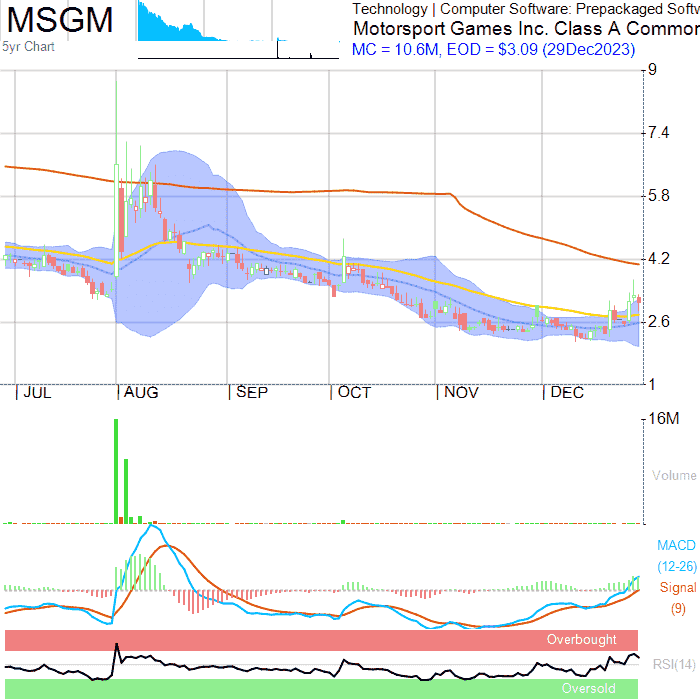 MSGM
5yr Chart
Technology | Computer Software: Prepackaged Softw
Motorsport Games Inc. Class A Common
MC = 10.6M, EOD = $3.09 (29Dec2023)
9
7.4
5.8
4.2
2.6
1
| JUL | AUG | SEP | OCT | NOV | DEC
16M
Volume
MACD
(12-26)
Signal
(9)
Overbought
RSI(14)
Oversold